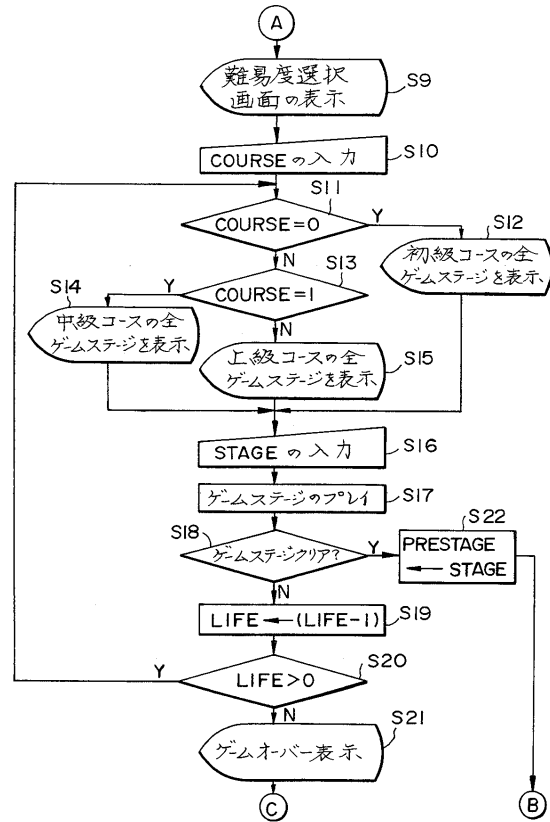 A
難易度選択
画面の表示
S9
COURSEの入力
S10
S11
COURSE=0
Y
N
S12
初級コースの全
ゲームステージを表示
S13
COURSE=1
Y
N
S14
中級コースの全
ゲームステージを表示
上級コースの全
ゲームステージを表示
S15
STAGEの入力
S16
ゲームステージのプレイ
S17
S18
ゲームステージクリア?
Y
N
S22
PRESTAGE
← STAGE
LIFE ← (LIFE-1)
S19
S20
LIFE>0
Y
N
S21
ゲームオーバー表示
C
B